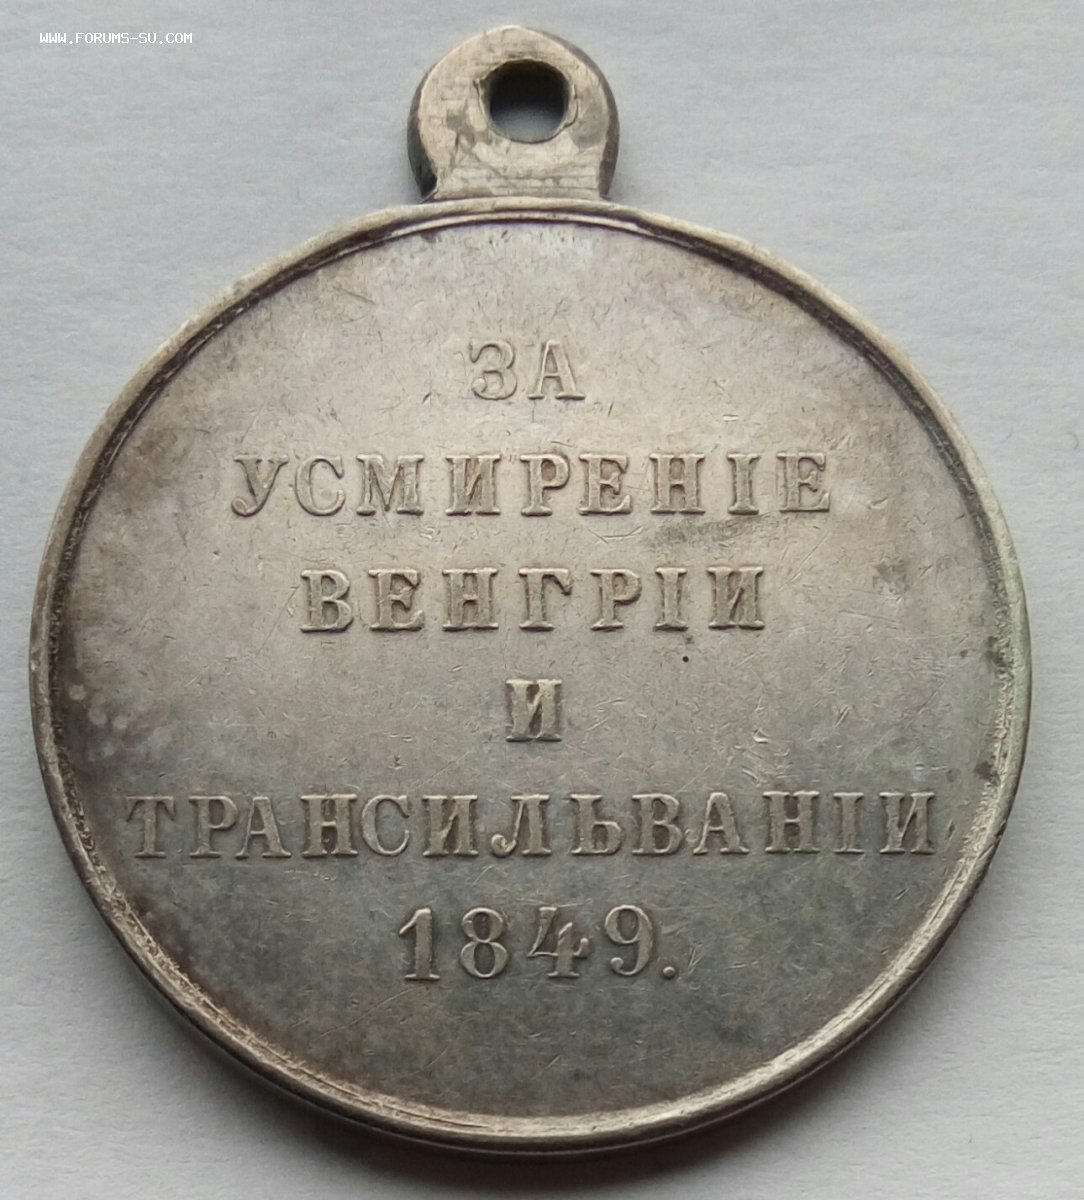 WWW.FORUMS-SU.COM
ЗА
УСМИРЕНІЕ
ВЕНГРІИ
И
ТРАНСИЛЬВАНІИ
1849.